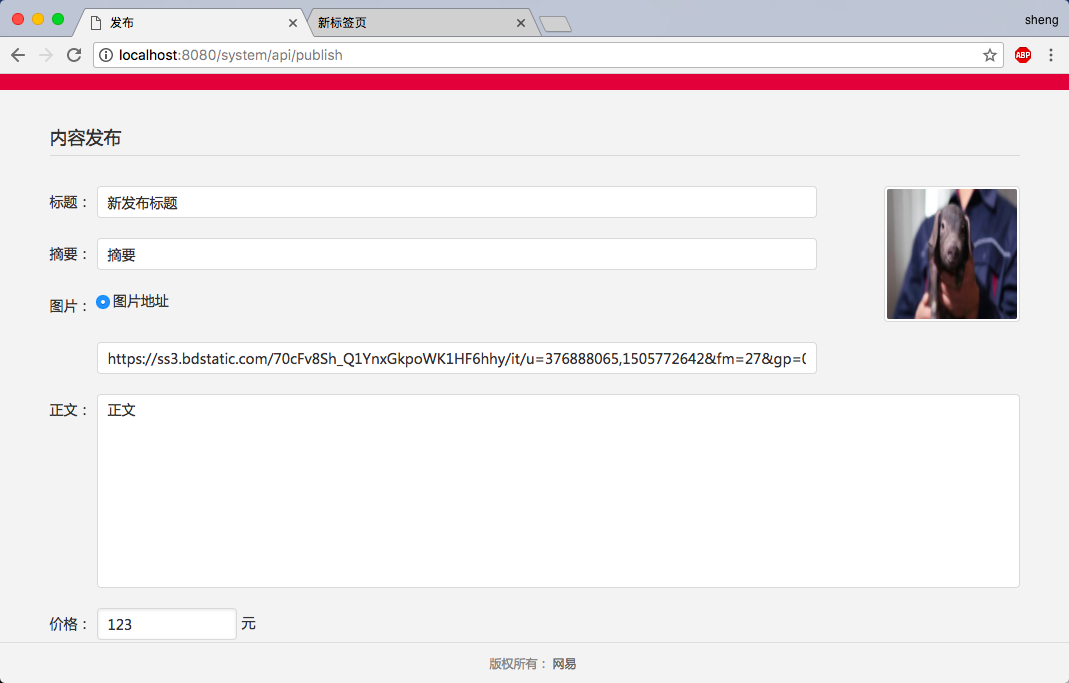 发布
新标签页
sheng
localhost:8080/system/api/publish
ABP
内容发布
标题：
新发布标题
摘要：
摘要
图片：
图片地址
https://ss3.bdstatic.com/70cFv8Sh_Q1YnxGkpoWK1HF6hhy/it/u=376888065,1505772642&fm=27&gp=0
正文：
正文
价格：
123
元
版权所有：网易